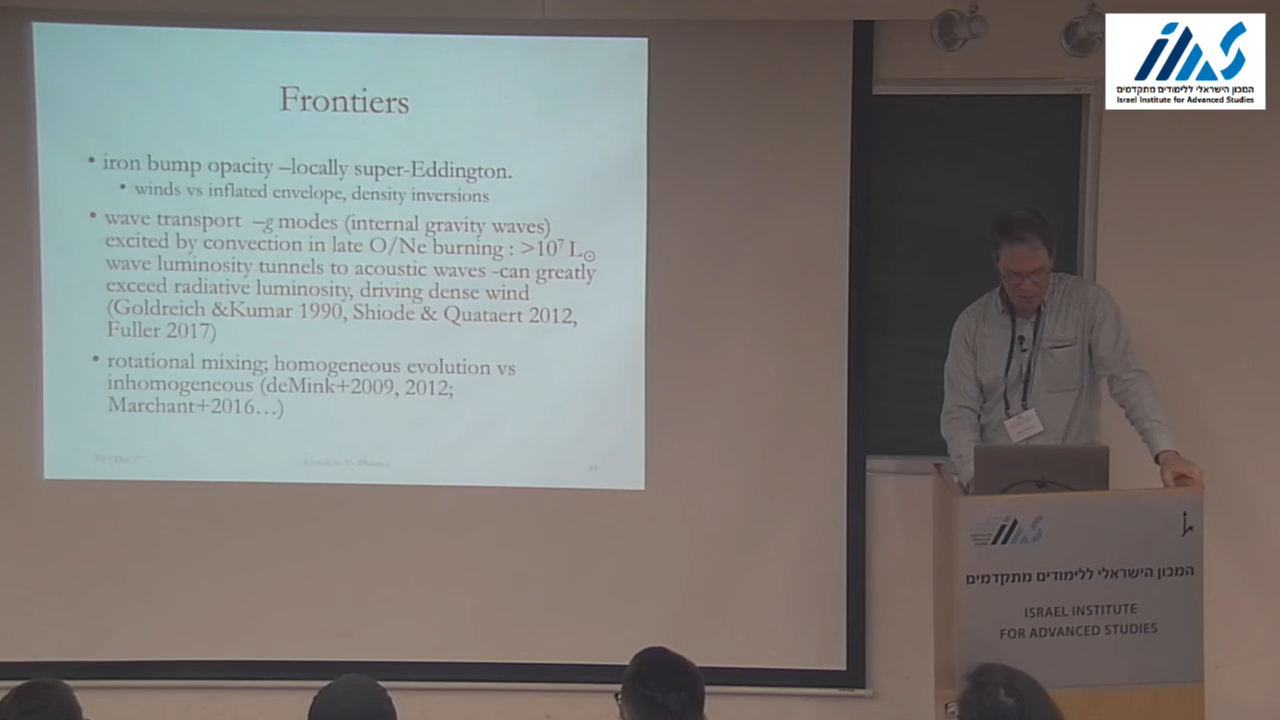 Frontiers
• iron bump opacity –locally super-Eddington.
• winds vs inflated envelope, density inversions
• wave transport –g modes (internal gravity waves)
excited by convection in late O/Ne burning : >10⁷ L☉
wave luminosity tunnels to acoustic waves -can greatly
exceed radiative luminosity, driving dense wind
(Goldreich &Kumar 1990, Shiode & Quataert 2012,
Fuller 2017)
• rotational mixing; homogeneous evolution vs
inhomogeneous (deMink+2009, 2012;
Marchant+2016…)
המכון הישראלי ללימודים מתקדמים
Israel Institute for Advanced Studies
המכון הישראלי ללימודים מתקדמים
ISRAEL INSTITUTE
FOR ADVANCED STUDIES